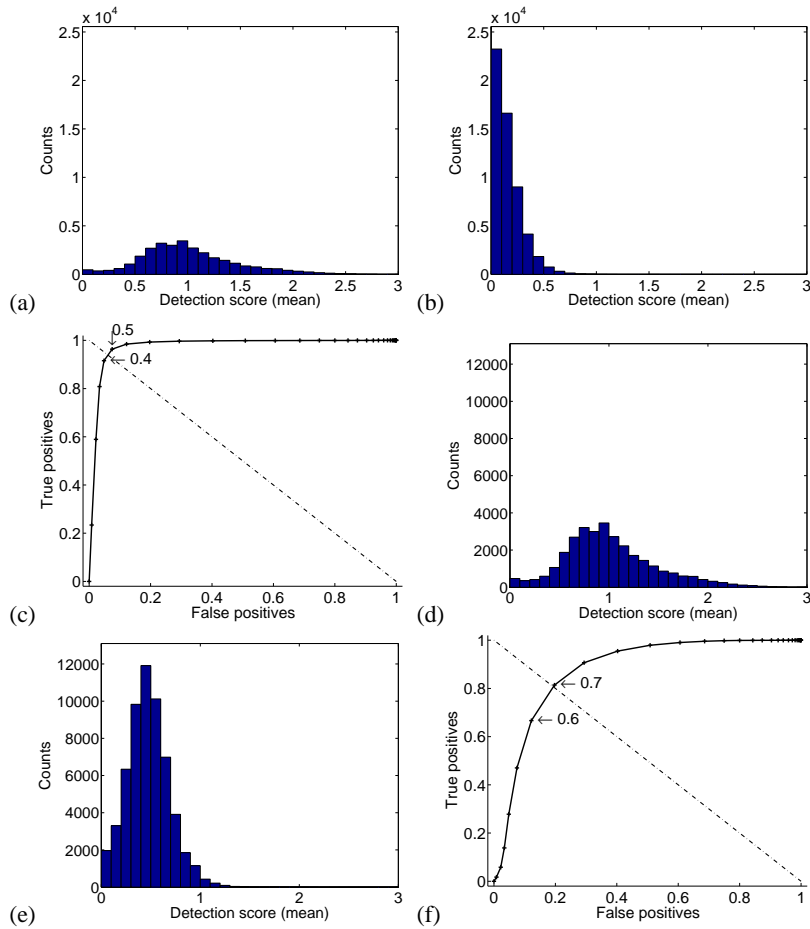 x 10^4
2.5
2
1.5
1
0.5
0
Counts
0 0.5 1 1.5 2 2.5 3
Detection score (mean)
(a)
x 10^4
2.5
2
1.5
1
0.5
0
Counts
0 0.5 1 1.5 2 2.5 3
Detection score (mean)
(b)
0.5
0.4
1
0.8
0.6
0.4
0.2
0
True positives
0 0.2 0.4 0.6 0.8 1
False positives
(c)
12000
10000
8000
6000
4000
2000
0
Counts
0 1 2 3
Detection score (mean)
(d)
12000
10000
8000
6000
4000
2000
0
Counts
0 1 2 3
Detection score (mean)
(e)
1
0.8
0.6
0.4
0.2
0
0.7
0.6
True positives
0 0.2 0.4 0.6 0.8 1
False positives
(f)